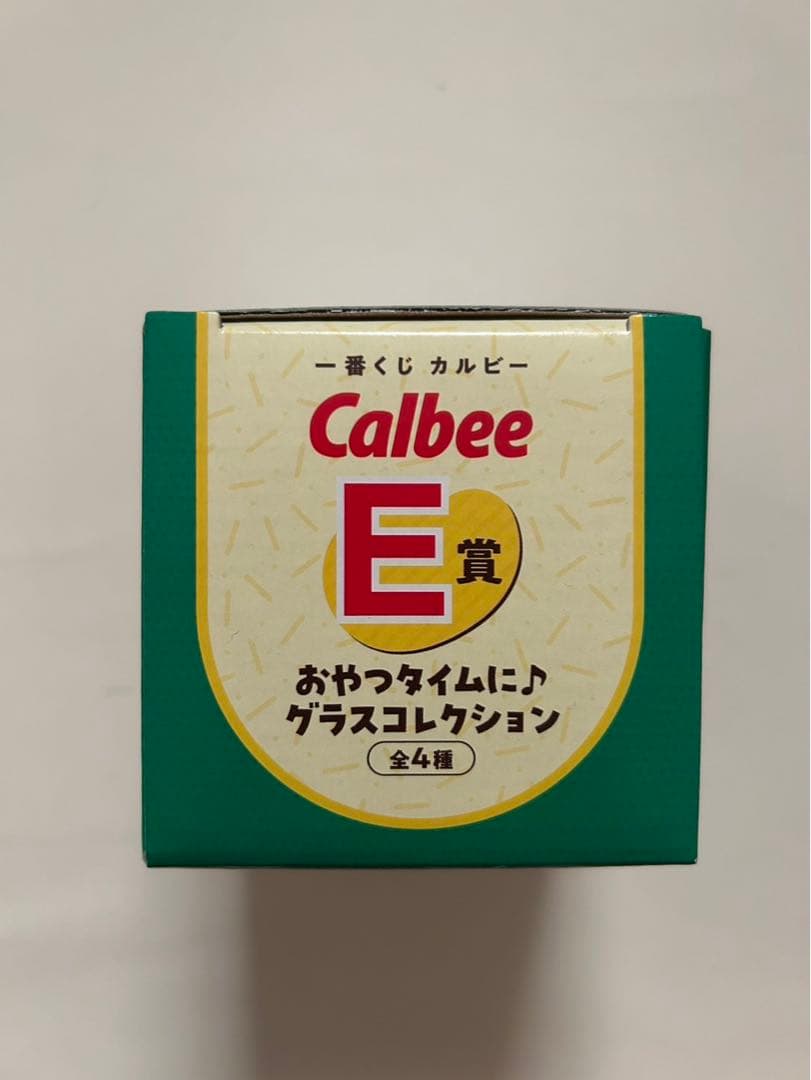 一番くじ カルビー
Calbee
E賞
おやつタイムに♪
グラスコレクション
全4種